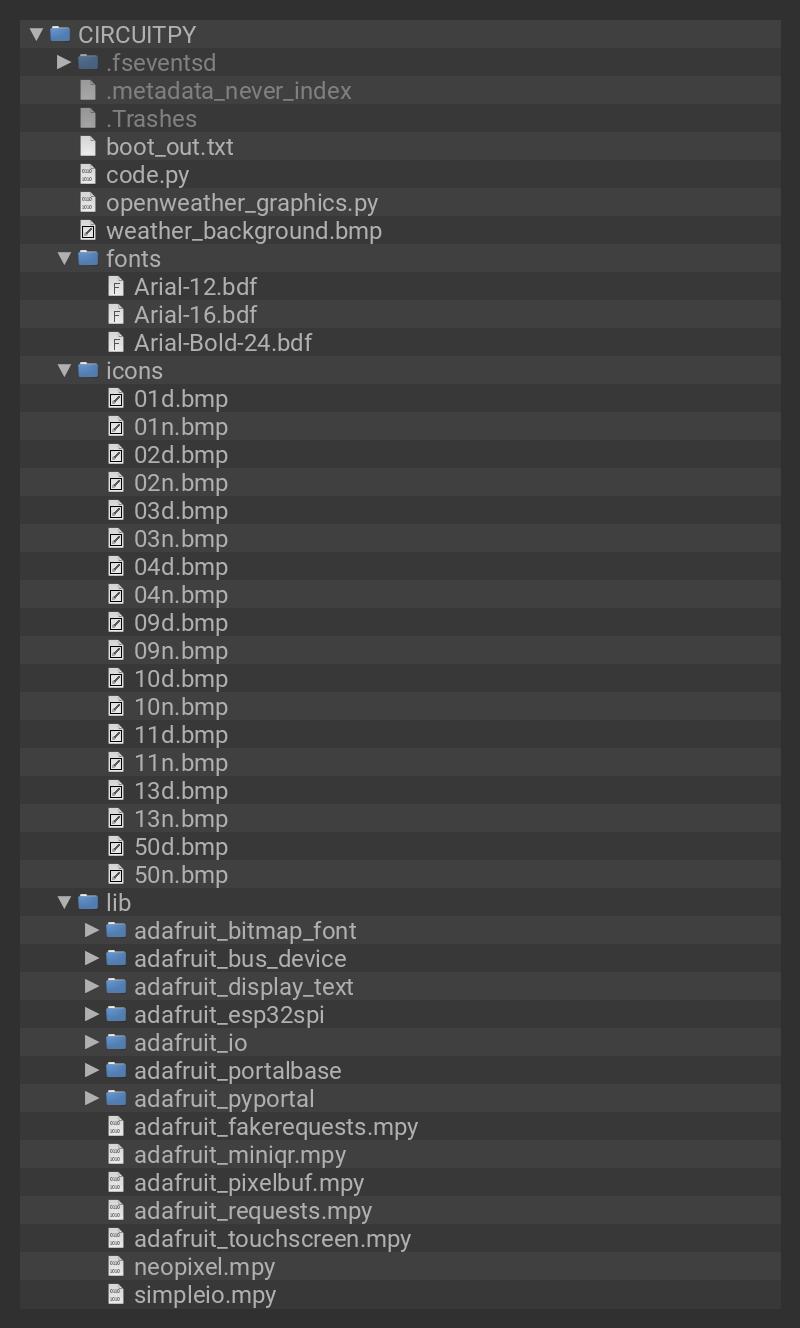 CIRCUITPY
.fseventsd
.metadata_never_index
.Trashes
boot_out.txt
code.py
openweather_graphics.py
weather_background.bmp
fonts
Arial-12.bdf
Arial-16.bdf
Arial-Bold-24.bdf
icons
01d.bmp
01n.bmp
02d.bmp
02n.bmp
03d.bmp
03n.bmp
04d.bmp
04n.bmp
09d.bmp
09n.bmp
10d.bmp
10n.bmp
11d.bmp
11n.bmp
13d.bmp
13n.bmp
50d.bmp
50n.bmp
lib
adafruit_bitmap_font
adafruit_bus_device
adafruit_display_text
adafruit_esp32spi
adafruit_io
adafruit_portalbase
adafruit_pyportal
adafruit_fakerequests.mpy
adafruit_miniqr.mpy
adafruit_pixelbuf.mpy
adafruit_requests.mpy
adafruit_touchscreen.mpy
neopixel.mpy
simpleio.mpy